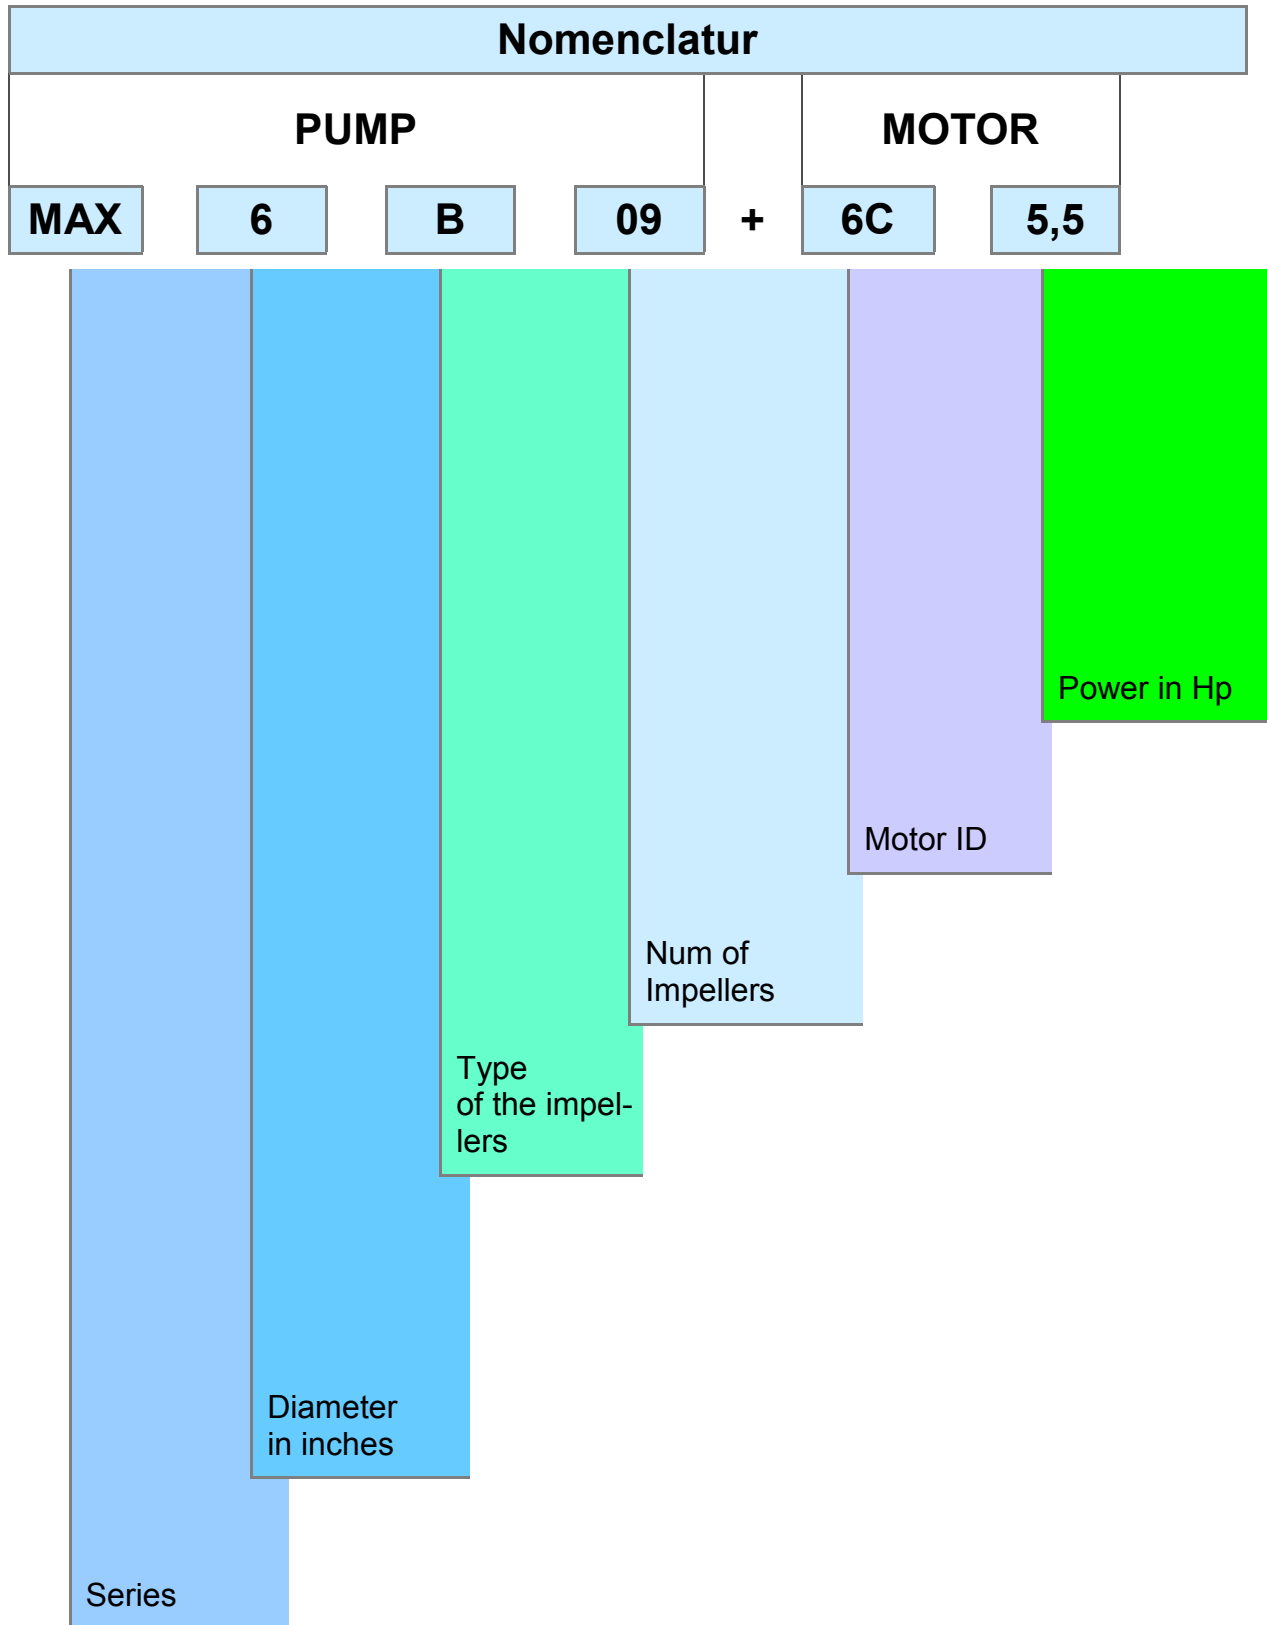 Nomenclatur
PUMP
MOTOR
MAX 6 B 09 + 6C 5,5
Power in Hp
Motor ID
Num of
Impellers
Type
of the impel-
lers
Diameter
in inches
Series